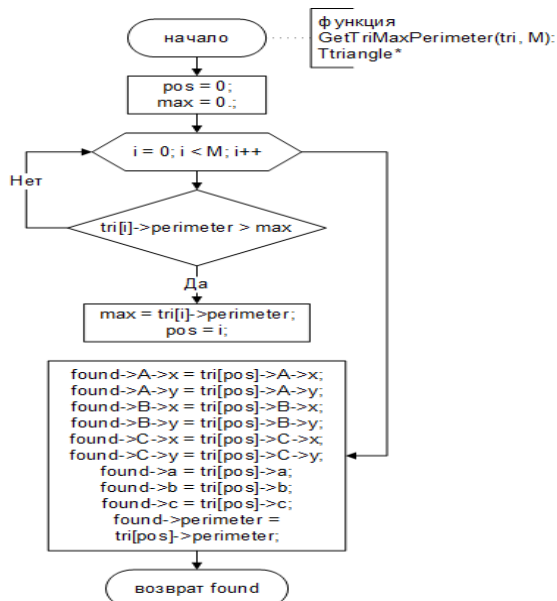 начало
функция
GetTriMaxPerimeter(tri, M):
Ttriangle*
pos = 0;
max = 0.;
i = 0; i < M; i++
Нет
tri[i]->perimeter > max
Да
max = tri[i]->perimeter;
pos = i;
found->A->x = tri[pos]->A->x;
found->A->y = tri[pos]->A->y;
found->B->x = tri[pos]->B->x;
found->B->y = tri[pos]->B->y;
found->C->x = tri[pos]->C->x;
found->C->y = tri[pos]->C->y;
found->a = tri[pos]->a;
found->b = tri[pos]->b;
found->c = tri[pos]->c;
found->perimeter =
tri[pos]->perimeter;
возврат found